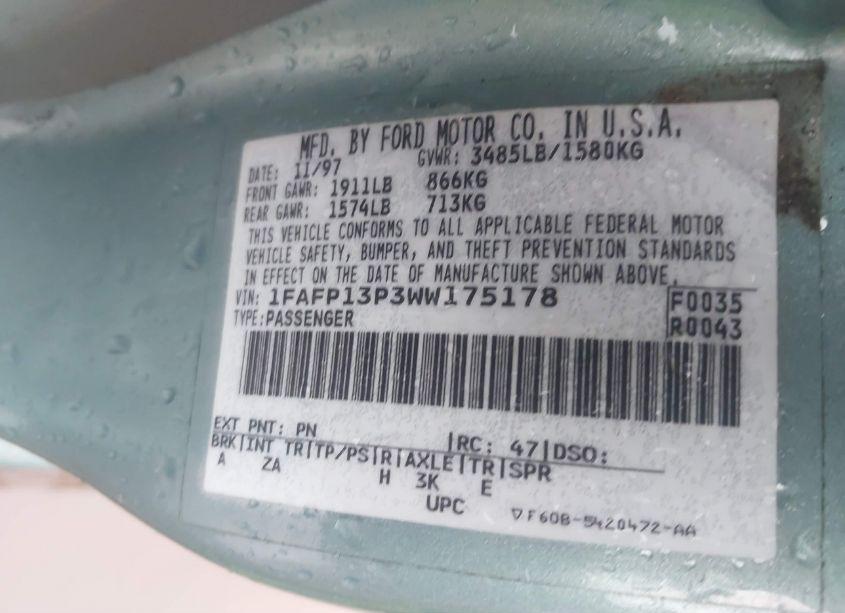 MFD. BY FORD MOTOR CO. IN U.S.A.
DATE: 11/97 GVWR: 3485LB/1580KG
FRONT GAWR: 1911LB 866KG
REAR GAWR: 1574LB 713KG
THIS VEHICLE CONFORMS TO ALL APPLICABLE FEDERAL MOTOR
VEHICLE SAFETY, BUMPER, AND THEFT PREVENTION STANDARDS
IN EFFECT ON THE DATE OF MANUFACTURE SHOWN ABOVE.
VIN: 1FAFP13P3WW175178 F0035
TYPE:PASSENGER R0043
EXT PNT: PN |RC: 47|DSO:
BRK|INT TR|TP/PS|R|AXLE|TR|SPR
A ZA H 3K E
UPC ▽F60B-5420472-AA